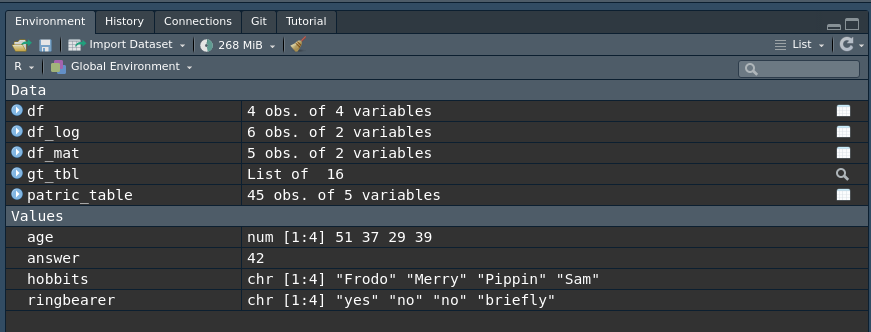 Environment History Connections Git Tutorial
Import Dataset 268 MiB List
R Global Environment
Data
df 4 obs. of 4 variables
df_log 6 obs. of 2 variables
df_mat 5 obs. of 2 variables
gt_tbl List of  16
patric_table 45 obs. of 5 variables
Values
age num [1:4] 51 37 29 39
answer 42
hobbits chr [1:4] "Frodo" "Merry" "Pippin" "Sam"
ringbearer chr [1:4] "yes" "no" "no" "briefly"